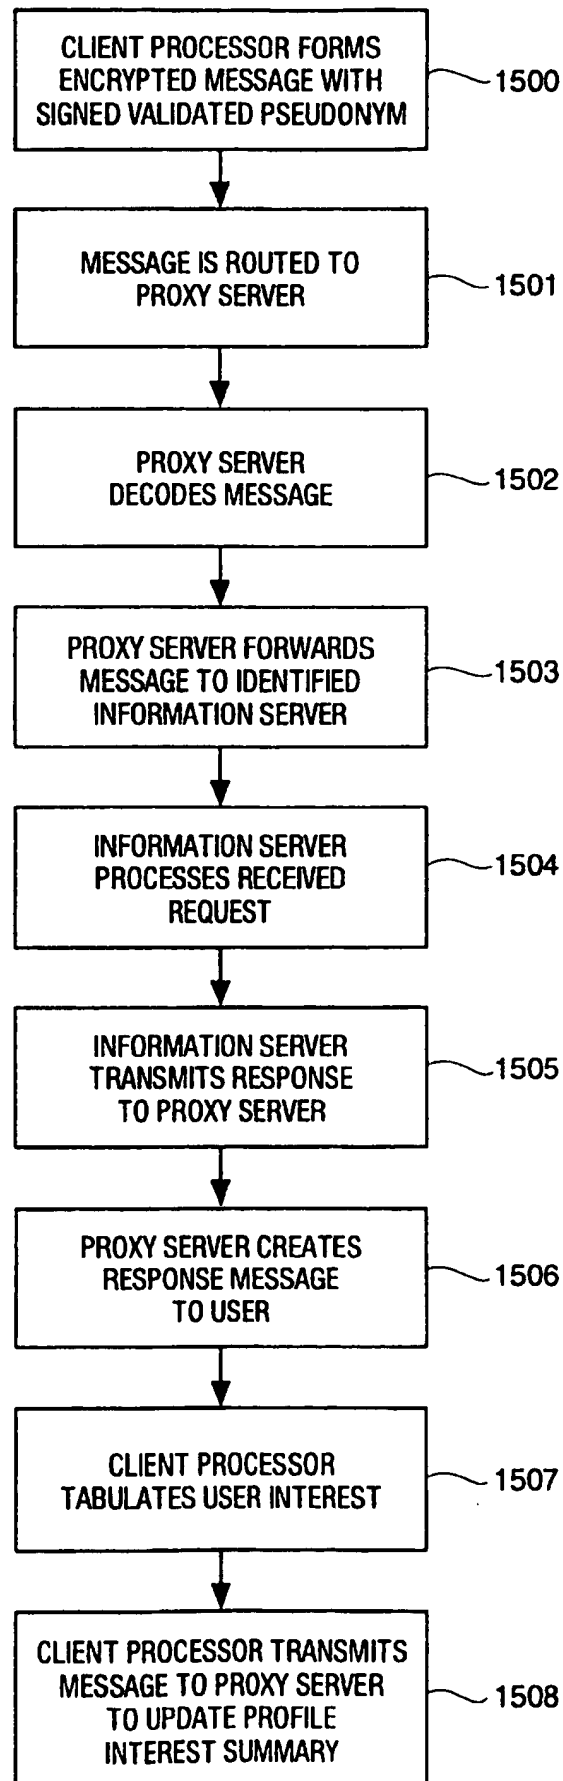 CLIENT PROCESSOR FORMS
ENCRYPTED MESSAGE WITH
SIGNED VALIDATED PSEUDONYM
1500
MESSAGE IS ROUTED TO
PROXY SERVER
1501
PROXY SERVER
DECODES MESSAGE
1502
PROXY SERVER FORWARDS
MESSAGE TO IDENTIFIED
INFORMATION SERVER
1503
INFORMATION SERVER
PROCESSES RECEIVED
REQUEST
1504
INFORMATION SERVER
TRANSMITS RESPONSE
TO PROXY SERVER
1505
PROXY SERVER CREATES
RESPONSE MESSAGE
TO USER
1506
CLIENT PROCESSOR
TABULATES USER INTEREST
1507
CLIENT PROCESSOR TRANSMITS
MESSAGE TO PROXY SERVER
TO UPDATE PROFILE
INTEREST SUMMARY
1508